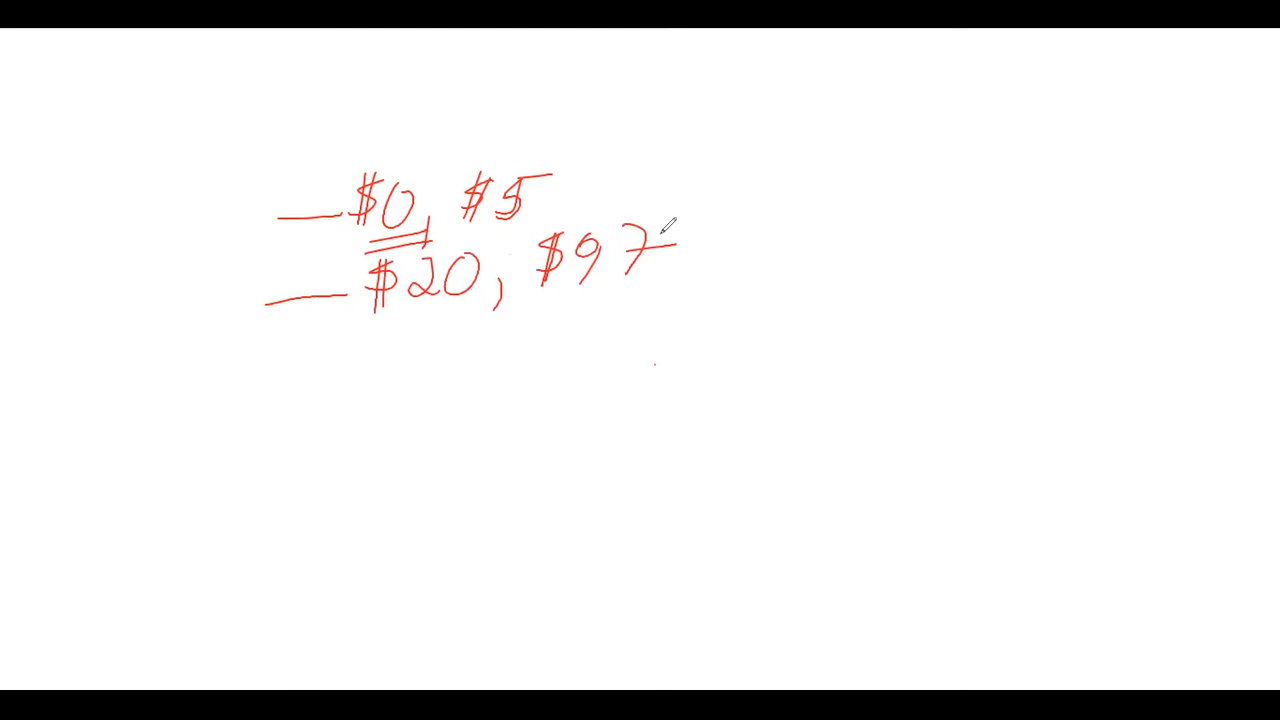 — $0, $5
— $20, $97